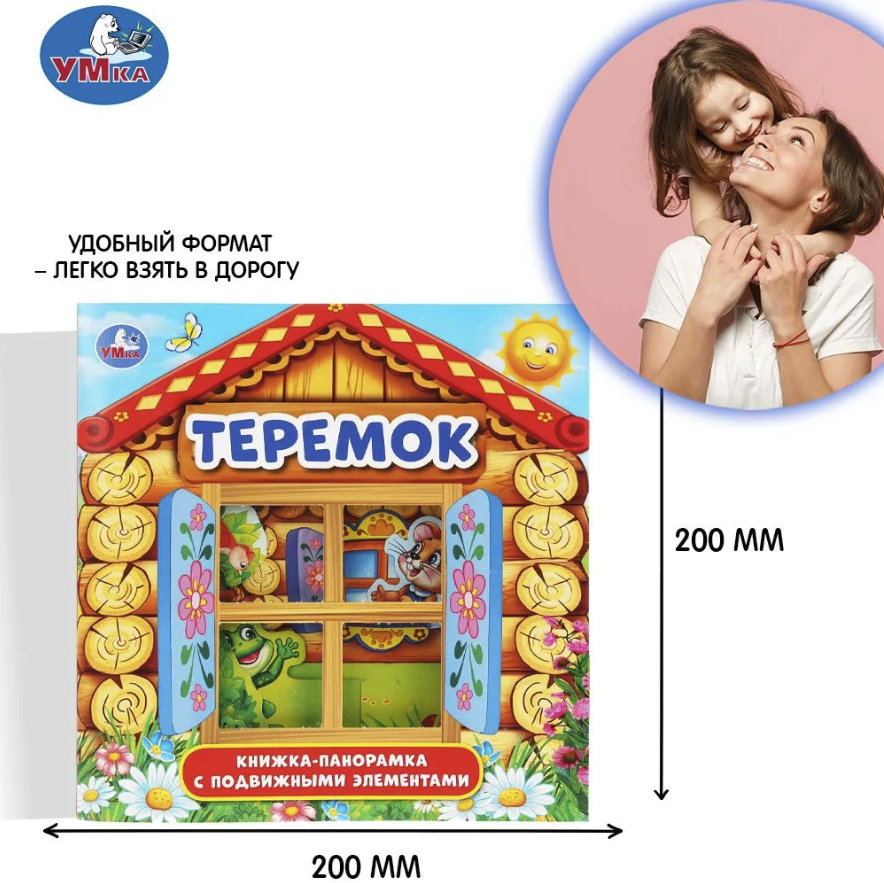 УМка
УДОБНЫЙ ФОРМАТ
– ЛЕГКО ВЗЯТЬ В ДОРОГУ
УМка
ТЕРЕМОК
КНИЖКА-ПАНОРАМКА
С ПОДВИЖНЫМИ ЭЛЕМЕНТАМИ
200 ММ
200 ММ